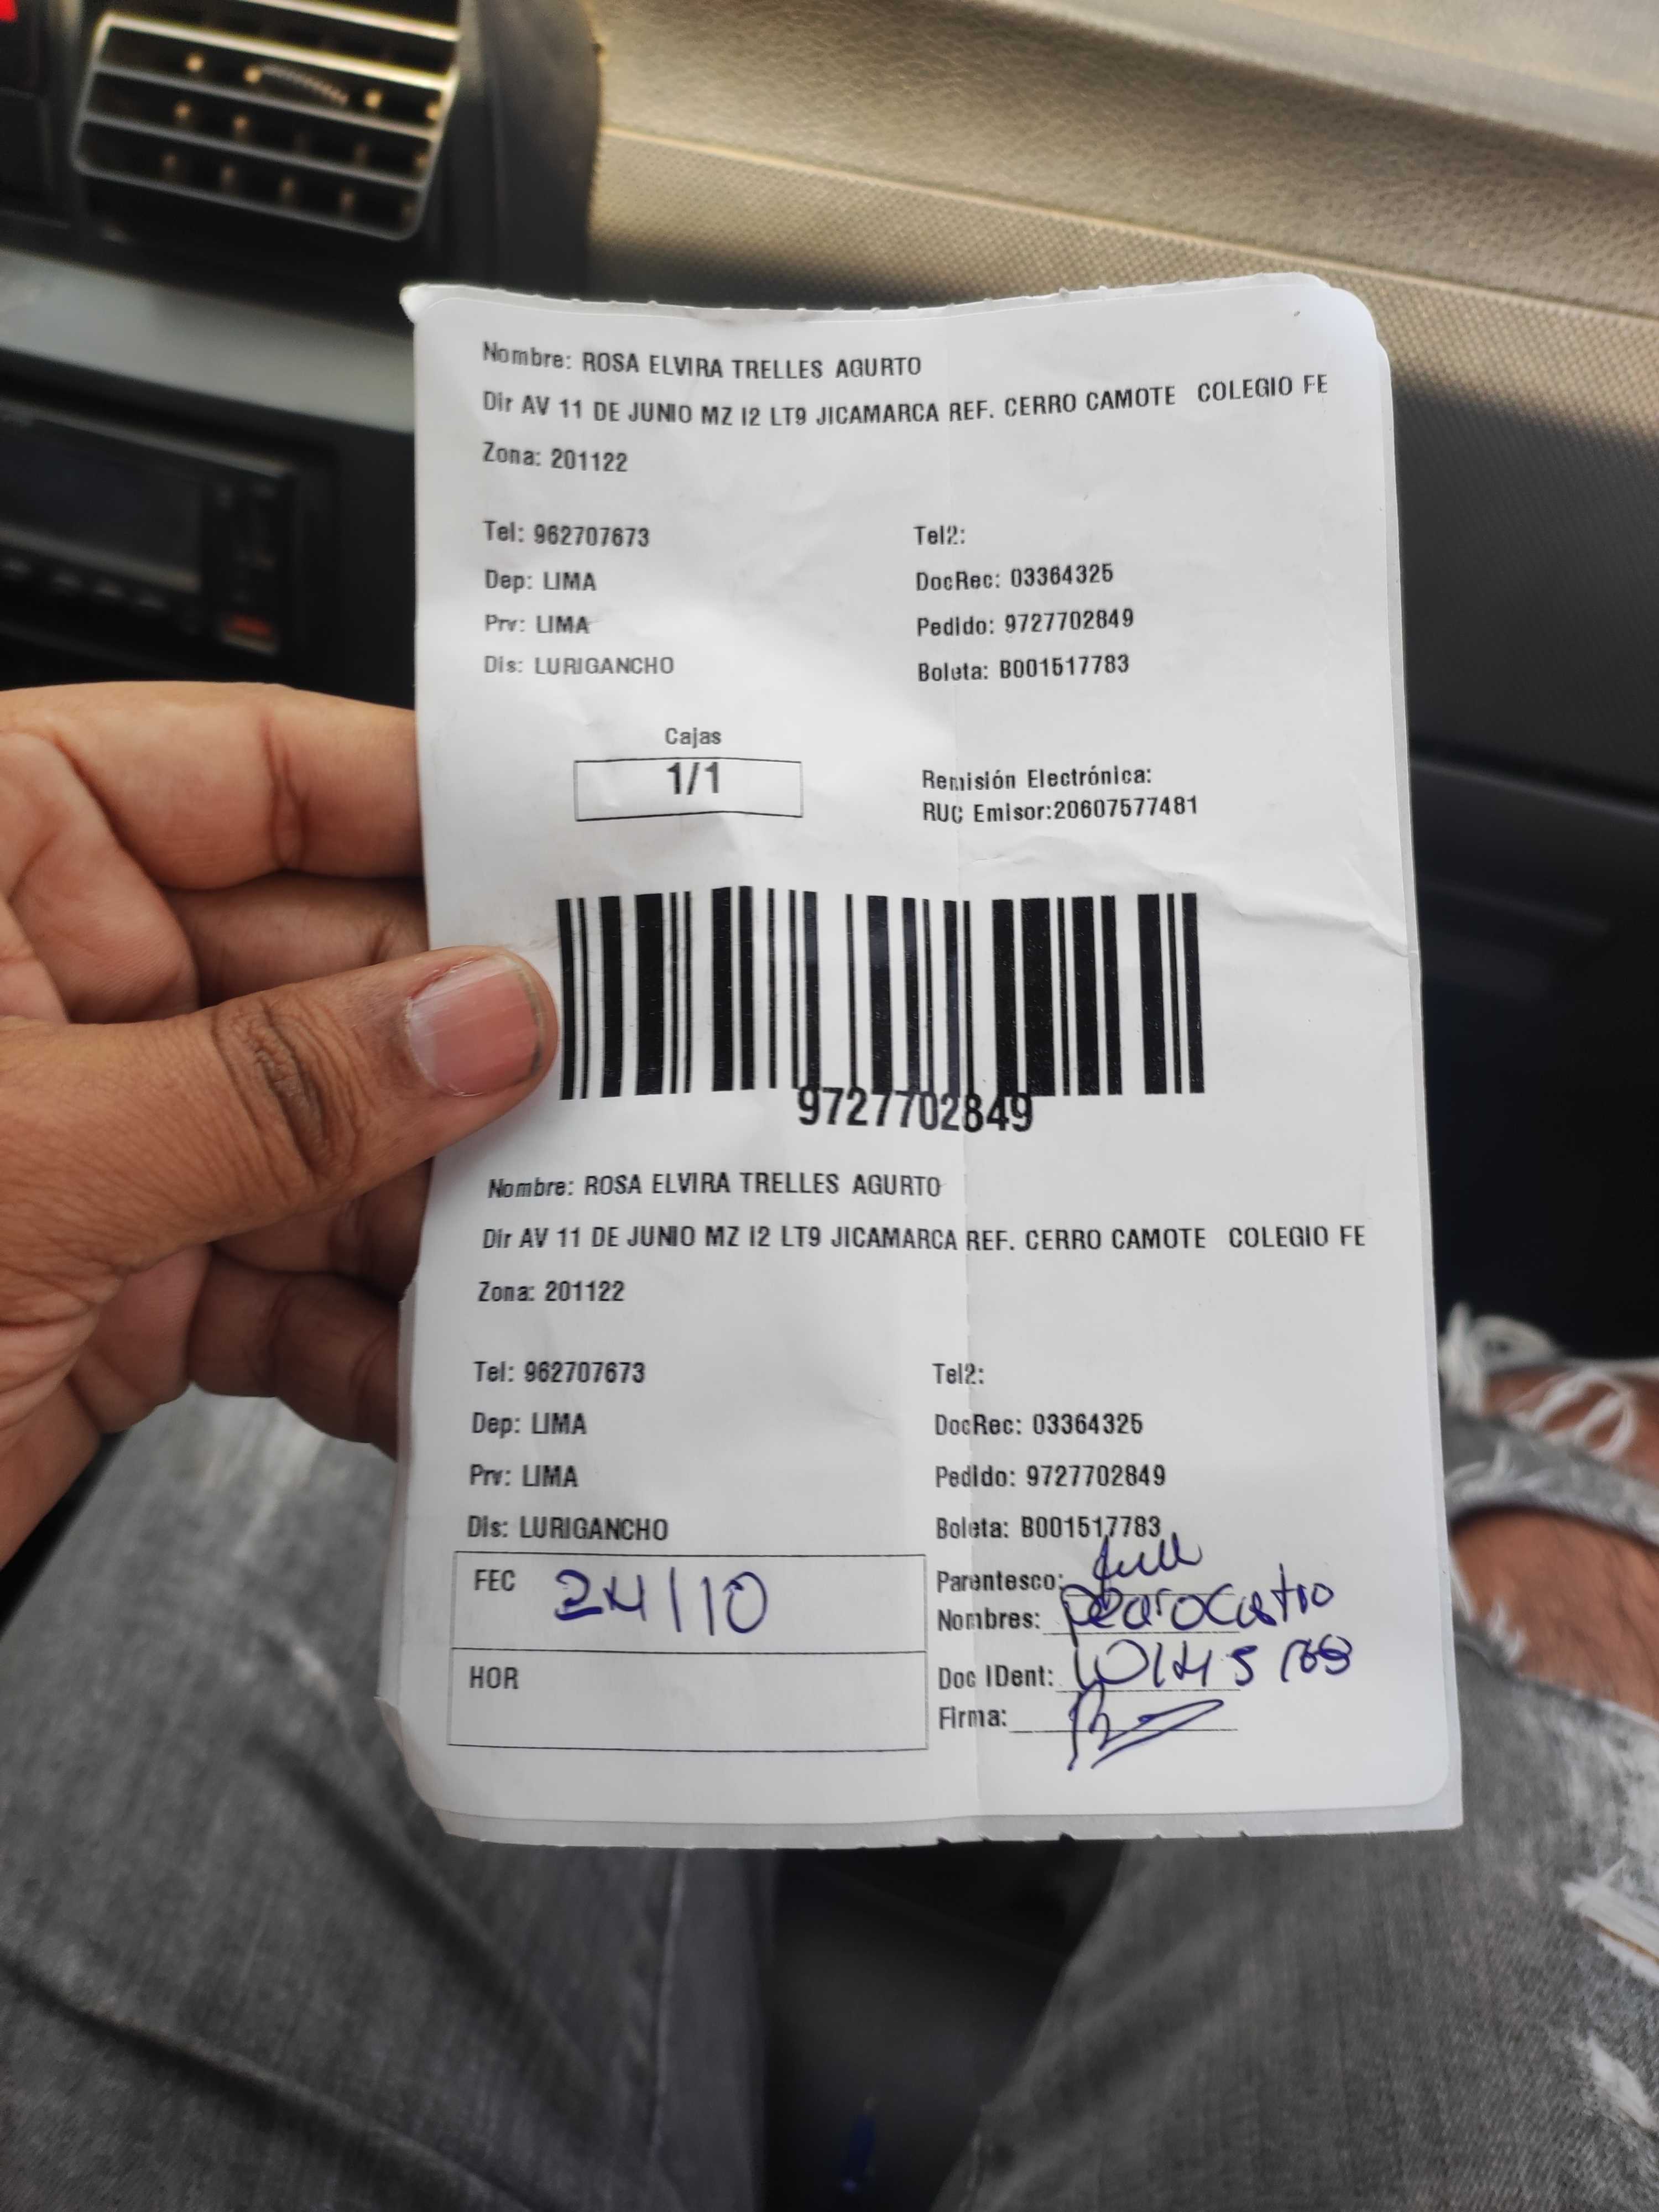 Nombre: ROSA ELVIRA TRELLES AGURTO
Dir AV 11 DE JUNIO MZ I2 LT9 JICAMARCA REF. CERRO CAMOTE COLEGIO FE
Zona: 201122
Tel: 962707673 Tel2:
Dep: LIMA DocRec: 03364325
Prv: LIMA Pedido: 9727702849
Dis: LURIGANCHO Boleta: B001517783
Cajas
1/1
Remisión Electrónica:
RUC Emisor:20607577481
9727702849
Nombre: ROSA ELVIRA TRELLES AGURTO
Dir AV 11 DE JUNIO MZ I2 LT9 JICAMARCA REF. CERRO CAMOTE COLEGIO FE
Zona: 201122
Tel: 962707673 Tel2:
Dep: LIMA DocRec: 03364325
Prv: LIMA Pedido: 9727702849
Dis: LURIGANCHO Boleta: B001517783
FEC 24/10
Parentesco:
Nombres: Pedro Castro
HOR
Doc IDent:
Firma: